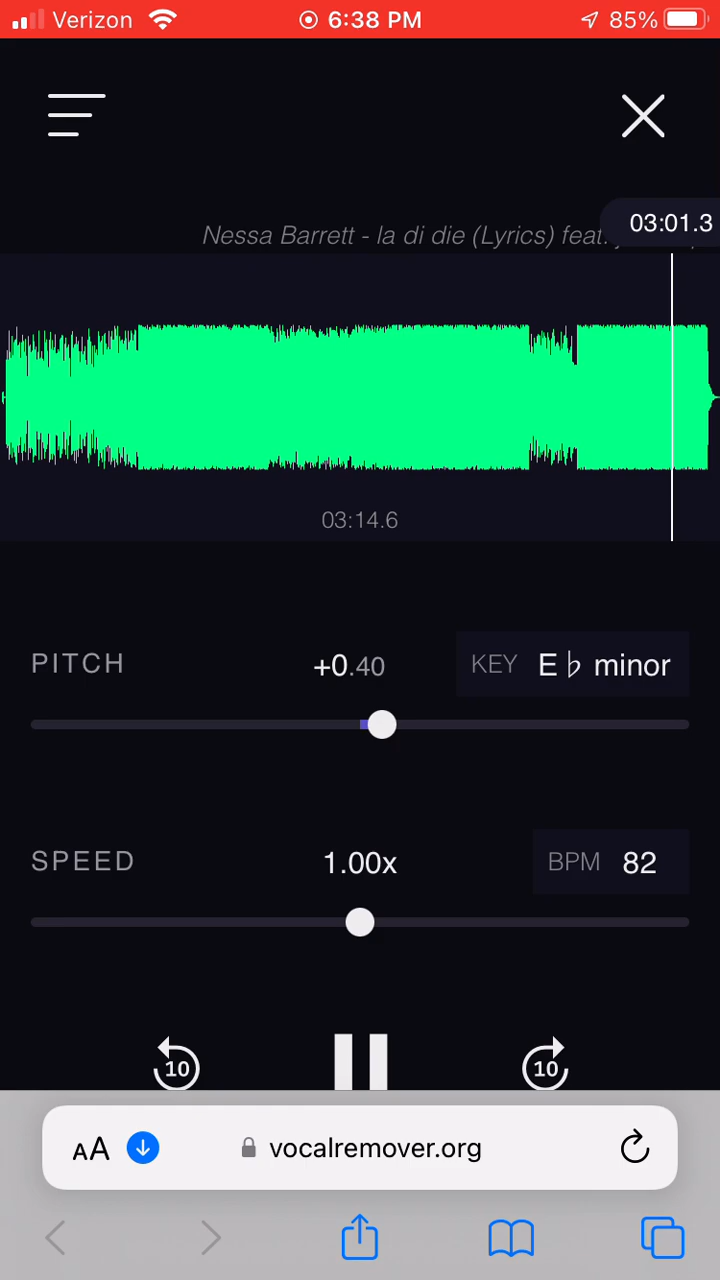 Verizon 6:38 PM 85%
03:01.3
Nessa Barrett - la di die (Lyrics) feat.
03:14.6
PITCH +0.40 KEY E♭ minor
SPEED 1.00x BPM 82
10 10
AA vocalremover.org